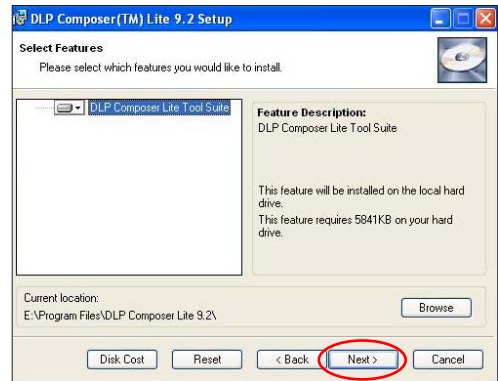 DLP Composer(TM) Lite 9.2 Setup
Select Features
Please select which features you would like to install.
DLP Composer Lite Tool Suite
Feature Description:
DLP Composer Lite Tool Suite
This feature will be installed on the local hard
drive.
This feature requires 5841KB on your hard
drive.
Current location:
E:\Program Files\DLP Composer Lite 9.2\
Browse
Disk Cost
Reset
< Back
Next >
Cancel